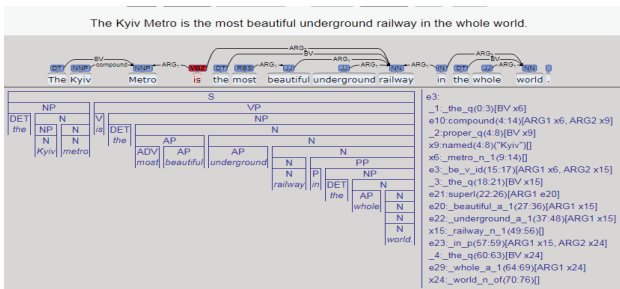 The Kyiv Metro is the most beautiful underground railway in the whole world.
BV compound ARG₁ ARG₂ BV ARG₁ ARG₁ ARG₁ ARG₂ BV ARG₁
DT NNP NNP VBZ DT RBS JJ JJ NN IN DT JJ NN
The Kyiv Metro is the most beautiful underground railway in the whole world .
S
NP VP
DET N V NP
the NP N is DET N
N N the AP N
Kyiv metro ADV AP AP N
most beautiful underground N PP
N P NP
railway in DET N
the AP N
whole N
N
world.
e3:
_1:_the_q(0:3)[BV x6]
e10:compound(4:14)[ARG1 x6, ARG2 x9]
_2:proper_q(4:8)[BV x9]
x9:named(4:8)("Kyiv")[]
x6:_metro_n_1(9:14)[]
e3:_be_v_id(15:17)[ARG1 x6, ARG2 x15]
_3:_the_q(18:21)[BV x15]
e21:superl(22:26)[ARG1 e20]
e20:_beautiful_a_1(27:36)[ARG1 x15]
e22:_underground_a_1(37:48)[ARG1 x15]
x15:_railway_n_1(49:56)[]
e23:_in_p(57:59)[ARG1 x15, ARG2 x24]
_4:_the_q(60:63)[BV x24]
e29:_whole_a_1(64:69)[ARG1 x24]
x24:_world_n_of(70:76)[]